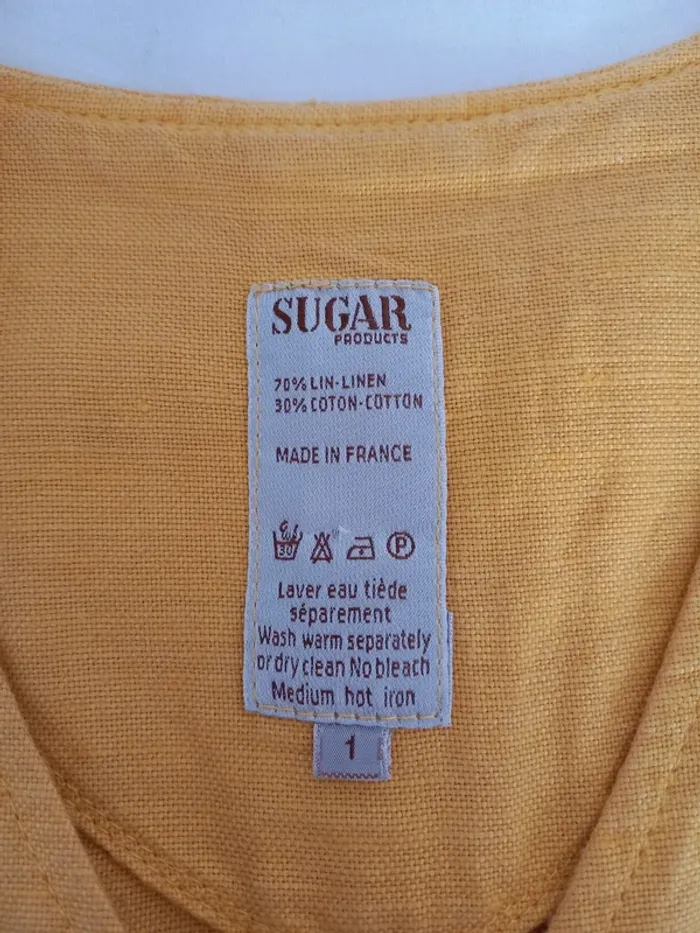 SUGAR
PRODUCTS
70% LIN-LINEN
30% COTON-COTTON
MADE IN FRANCE
30
P
Laver eau tiède
séparement
Wash warm separately
or dry clean No bleach
Medium hot iron
1